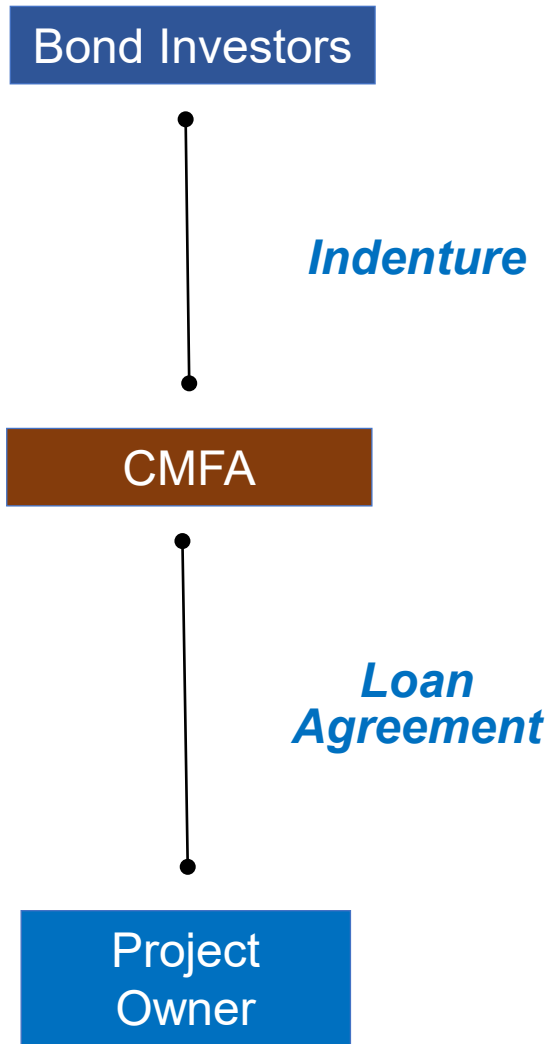 Bond Investors
Indenture
CMFA
Loan
Agreement
Project
Owner